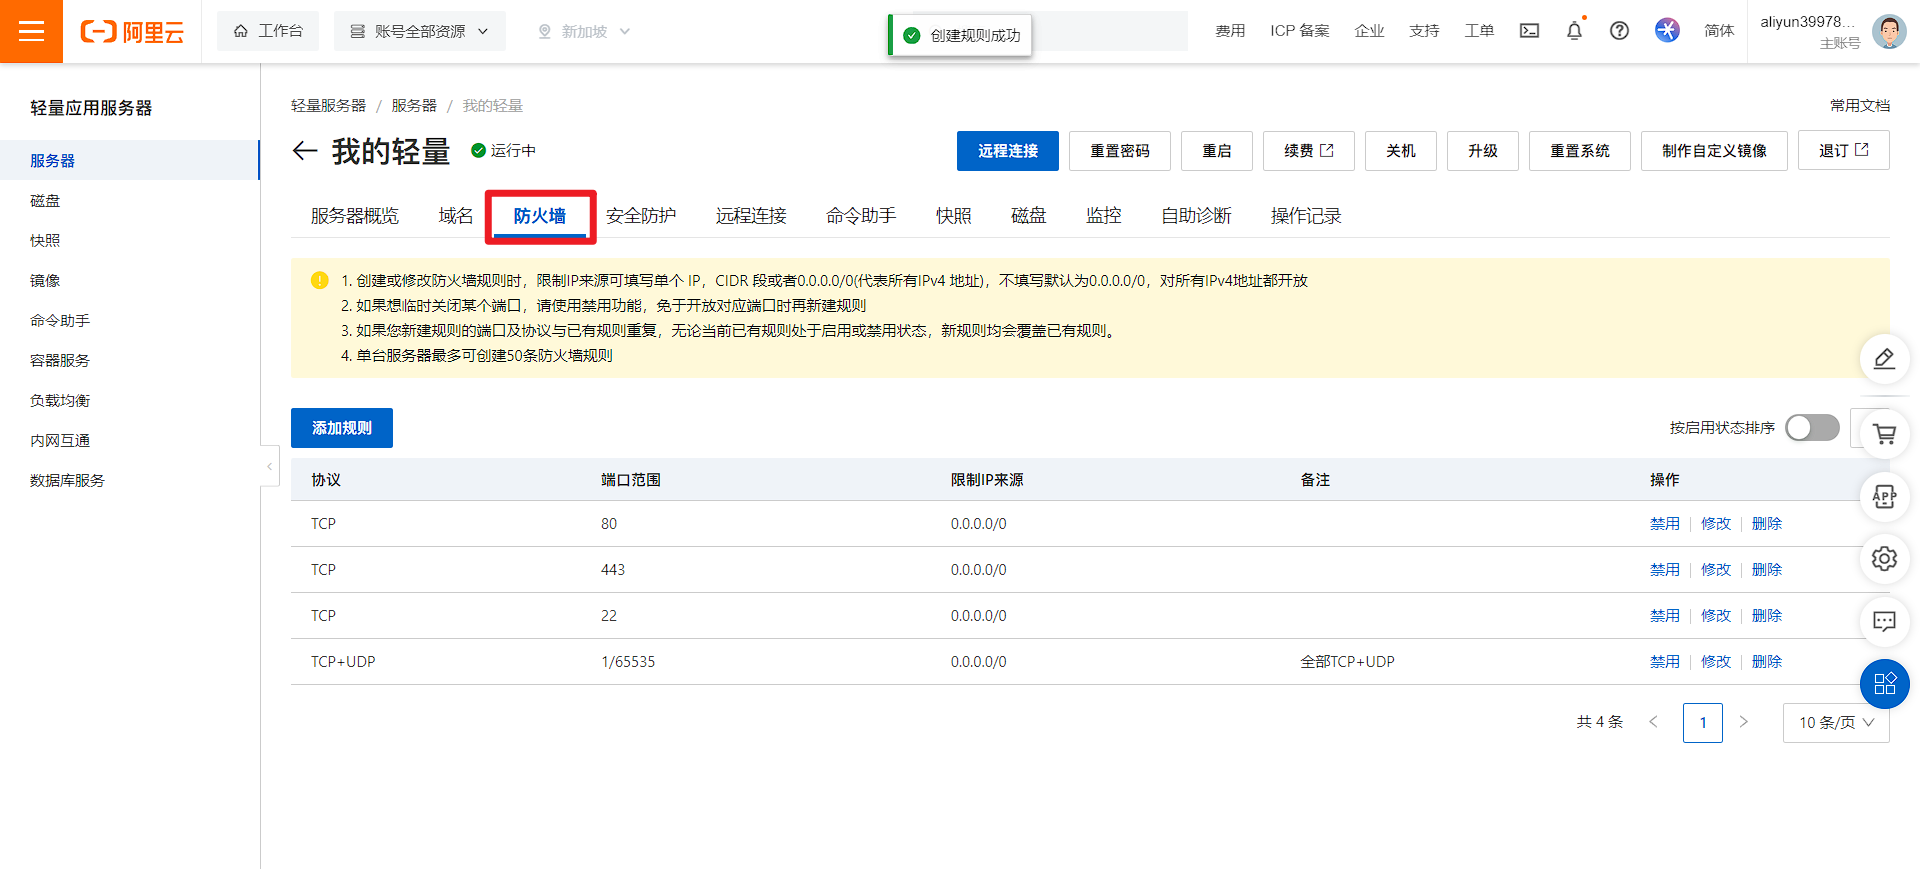 阿里云
工作台
账号全部资源
新加坡
创建规则成功
费用
ICP 备案
企业
支持
工单
简体
aliyun39978...
主账号
轻量应用服务器
服务器
磁盘
快照
镜像
命令助手
容器服务
负载均衡
内网互通
数据库服务
轻量服务器 / 服务器 / 我的轻量
常用文档
我的轻量
运行中
远程连接
重置密码
重启
续费
关机
升级
重置系统
制作自定义镜像
退订
服务器概览
域名
防火墙
安全防护
远程连接
命令助手
快照
磁盘
监控
自助诊断
操作记录
1. 创建或修改防火墙规则时，限制IP来源可填写单个 IP，CIDR 段或者0.0.0.0/0(代表所有IPv4 地址)，不填写默认为0.0.0.0/0，对所有IPv4地址都开放
2. 如果想临时关闭某个端口，请使用禁用功能，免于开放对应端口时再新建规则
3. 如果您新建规则的端口及协议与已有规则重复，无论当前已有规则处于启用或禁用状态，新规则均会覆盖已有规则。
4. 单台服务器最多可创建50条防火墙规则
添加规则
按启用状态排序
协议 端口范围 限制IP来源 备注 操作
TCP 80 0.0.0.0/0 禁用 修改 删除
TCP 443 0.0.0.0/0 禁用 修改 删除
TCP 22 0.0.0.0/0 禁用 修改 删除
TCP+UDP 1/65535 0.0.0.0/0 全部TCP+UDP 禁用 修改 删除
APP
共 4 条
1
10 条/页